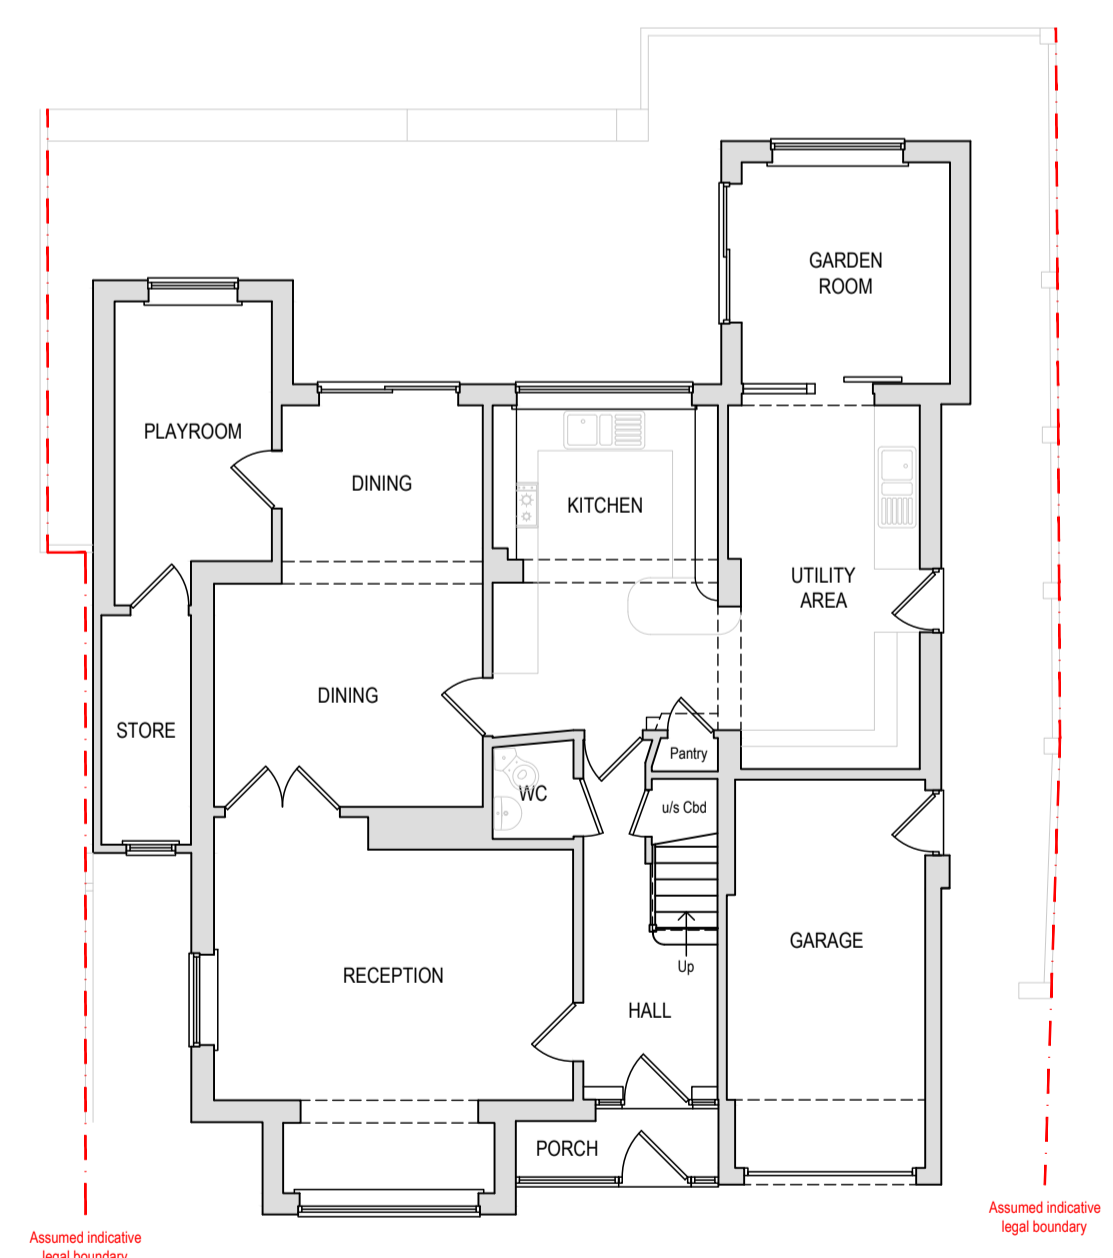 GARDEN
ROOM
PLAYROOM
DINING
KITCHEN
UTILITY
AREA
DINING
STORE
Pantry
WC
u/s Cbd
GARAGE
Up
RECEPTION
HALL
PORCH
Assumed indicative
legal boundary
Assumed indicative
legal boundary